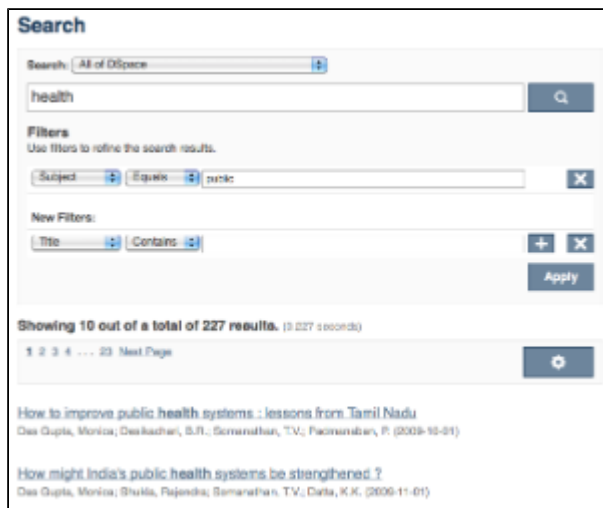 Search
Search: All of DSpace
health
Filters
Use filters to refine the search results.
Subject Equals public
New Filters:
Title Contains
Apply
Showing 10 out of a total of 227 results. (0.227 seconds)
1 2 3 4 ... 23 Next Page
How to improve public health systems : lessons from Tamil Nadu
Das Gupta, Monica; Desikachari, B.R.; Somanathan, T.V.; Padmanaban, P. (2009-10-01)
How might India's public health systems be strengthened ?
Das Gupta, Monica; Shukla, Rajendra; Somanathan, T.V.; Datta, K.K. (2009-11-01)